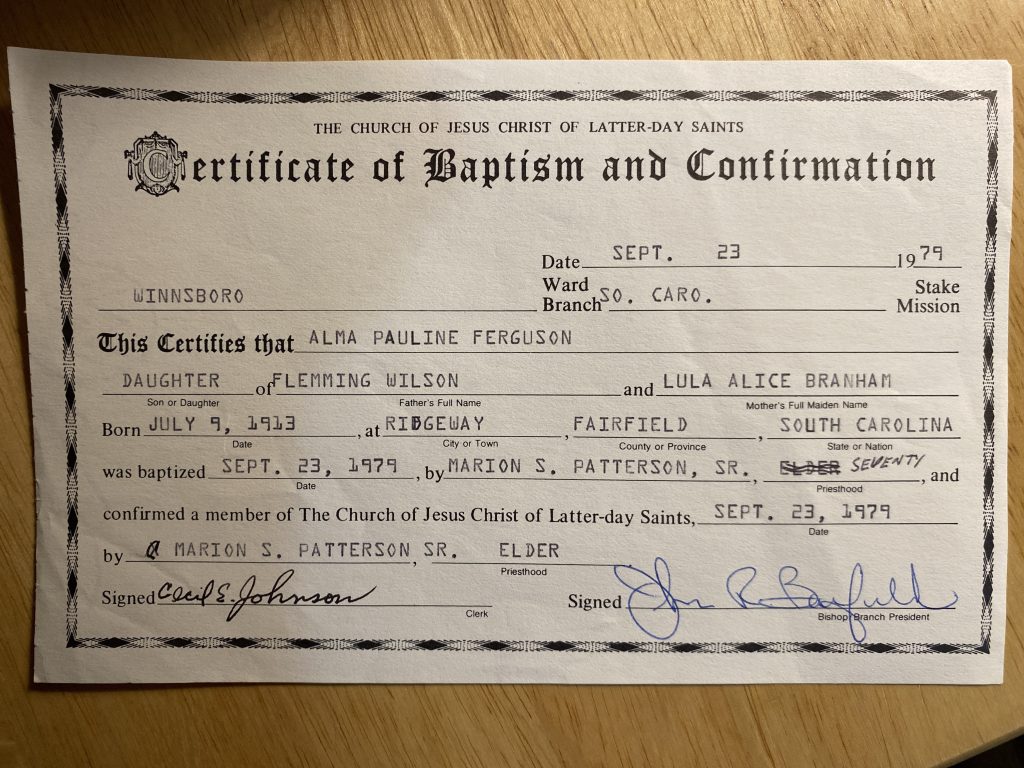 THE CHURCH OF JESUS CHRIST OF LATTER-DAY SAINTS
Certificate of Baptism and Confirmation
Date SEPT. 23 1979
WINNSBORO Ward Branch SO. CARO. Stake Mission
This Certifies that ALMA PAULINE FERGUSON
DAUGHTER of FLEMMING WILSON and LULA ALICE BRANHAM
Son or Daughter Father's Full Name Mother's Full Maiden Name
Born JULY 9, 1913, at RIDGEWAY, FAIRFIELD, SOUTH CAROLINA
Date City or Town County or Province State or Nation
was baptized SEPT. 23, 1979, by MARION S. PATTERSON, SR., ELDER SEVENTY, and
Date Priesthood
confirmed a member of The Church of Jesus Christ of Latter-day Saints, SEPT. 23, 1979
Date
by MARION S. PATTERSON SR. , ELDER
Priesthood
Signed Cecil E. Johnson Signed John R.
Clerk Bishop Branch President